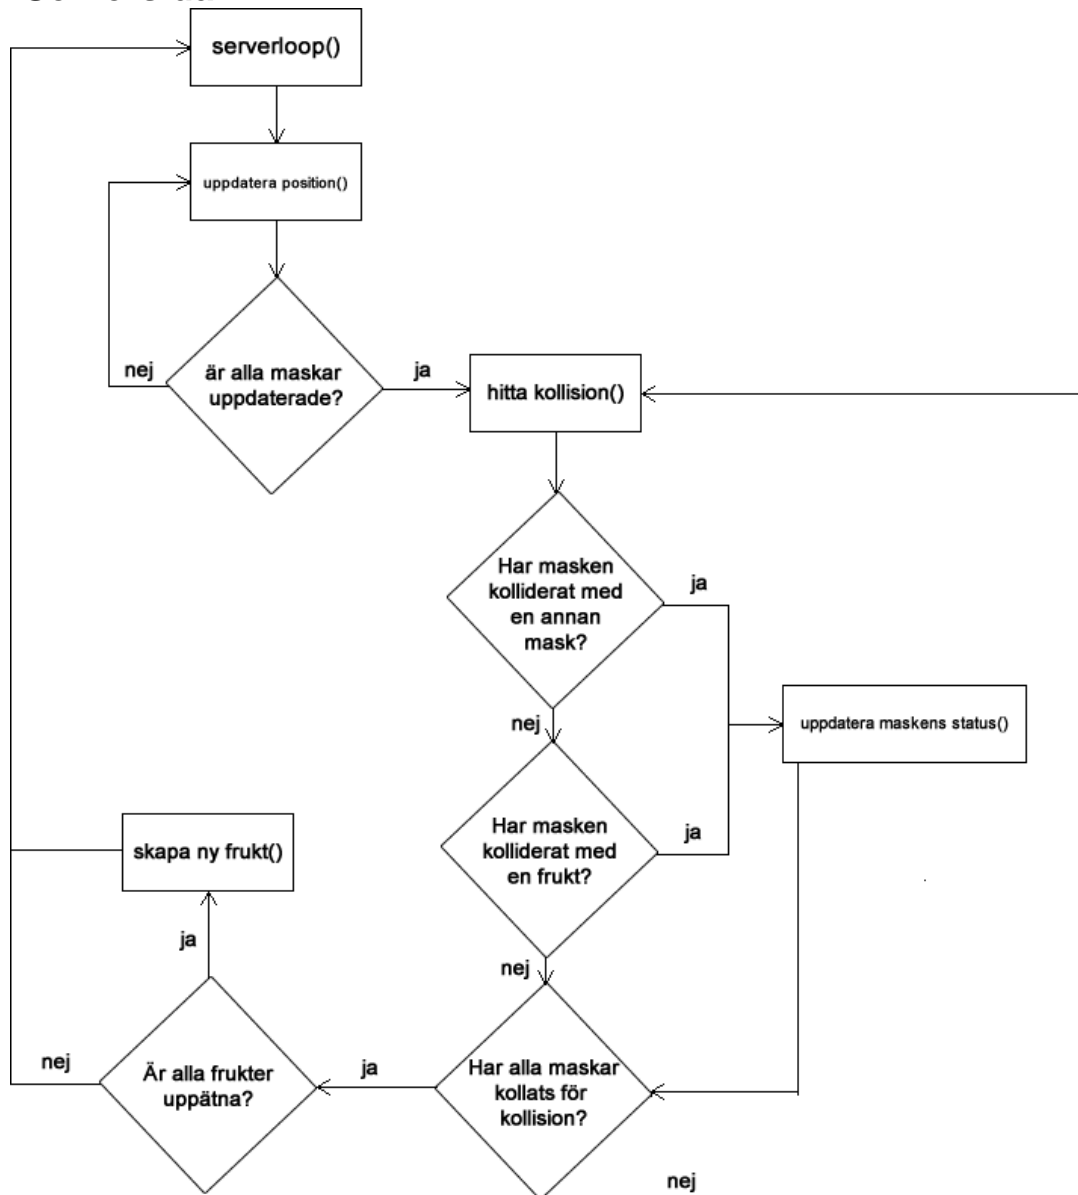 serverloop()
uppdatera position()
nej
är alla maskar
uppdaterade?
ja
hitta kollision()
Har masken
kolliderat med
en annan
mask?
ja
nej
uppdatera maskens status()
Har masken
kolliderat med
en frukt?
ja
skapa ny frukt()
ja
nej
nej
Är alla frukter
uppätna?
ja
Har alla maskar
kollats för
kollision?
nej